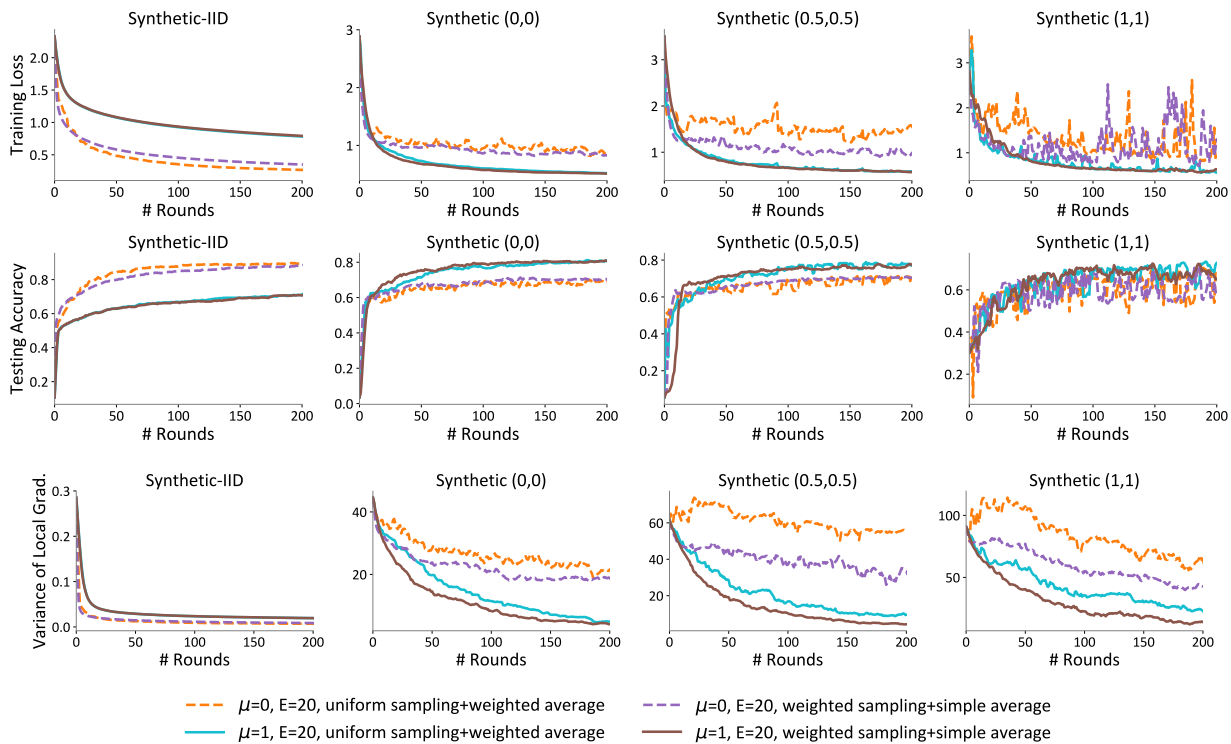 Synthetic-IID
Synthetic (0,0)
Synthetic (0.5,0.5)
Synthetic (1,1)
Training Loss
2.0
1.5
1.0
0.5
0 50 100 150 200
# Rounds
3
2
1
0 50 100 150 200
# Rounds
3
2
1
0 50 100 150 200
# Rounds
3
2
1
0 50 100 150 200
# Rounds
Synthetic-IID
Synthetic (0,0)
Synthetic (0.5,0.5)
Synthetic (1,1)
Testing Accuracy
0.8
0.6
0.4
0.2
0 50 100 150 200
# Rounds
0.8
0.6
0.4
0.2
0.0
0 50 100 150 200
# Rounds
0.8
0.6
0.4
0.2
0 50 100 150 200
# Rounds
0.6
0.4
0.2
0 50 100 150 200
# Rounds
Synthetic-IID
Synthetic (0,0)
Synthetic (0.5,0.5)
Synthetic (1,1)
Variance of Local Grad.
0.3
0.2
0.1
0.0
0 50 100 150 200
# Rounds
40
20
0 50 100 150 200
# Rounds
60
40
20
0 50 100 150 200
# Rounds
100
50
0 50 100 150 200
# Rounds
μ=0, E=20, uniform sampling+weighted average
μ=0, E=20, weighted sampling+simple average
μ=1, E=20, uniform sampling+weighted average
μ=1, E=20, weighted sampling+simple average